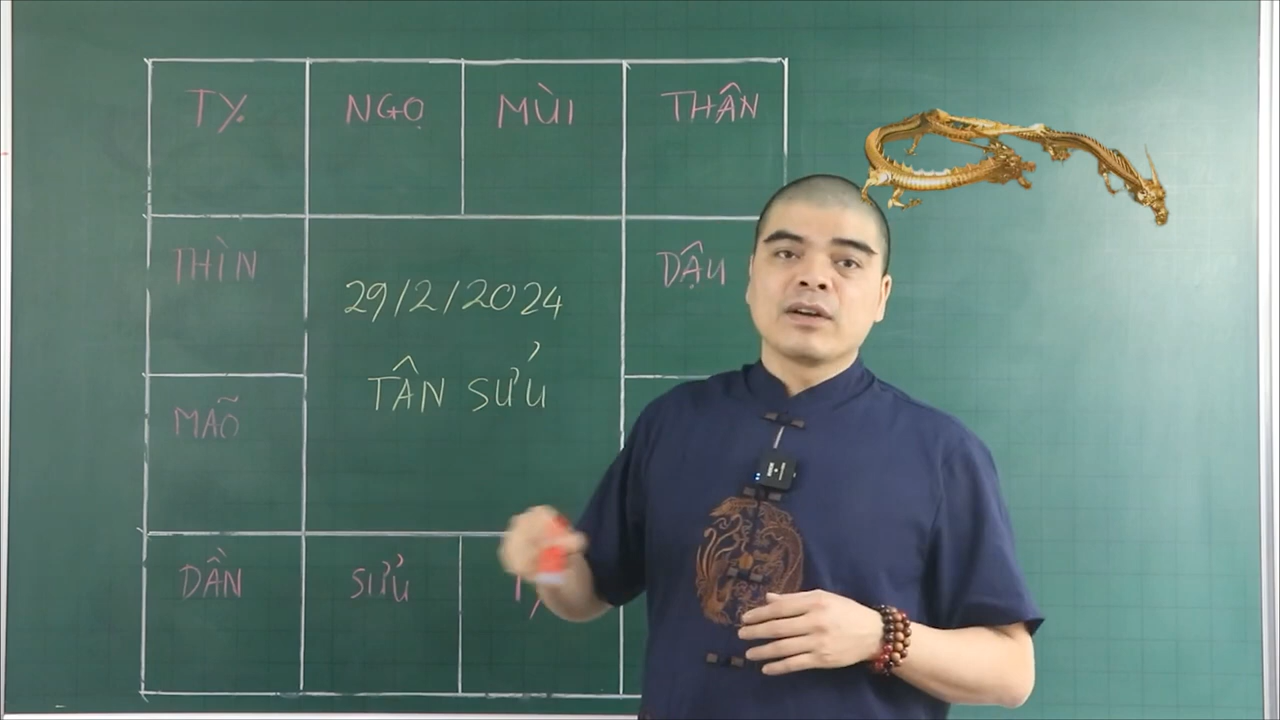 TỴ NGỌ MÙI THÂN
THÌN DẬU
29/2/2024
TÂN SỬU
MÃO
DẦN SỬU